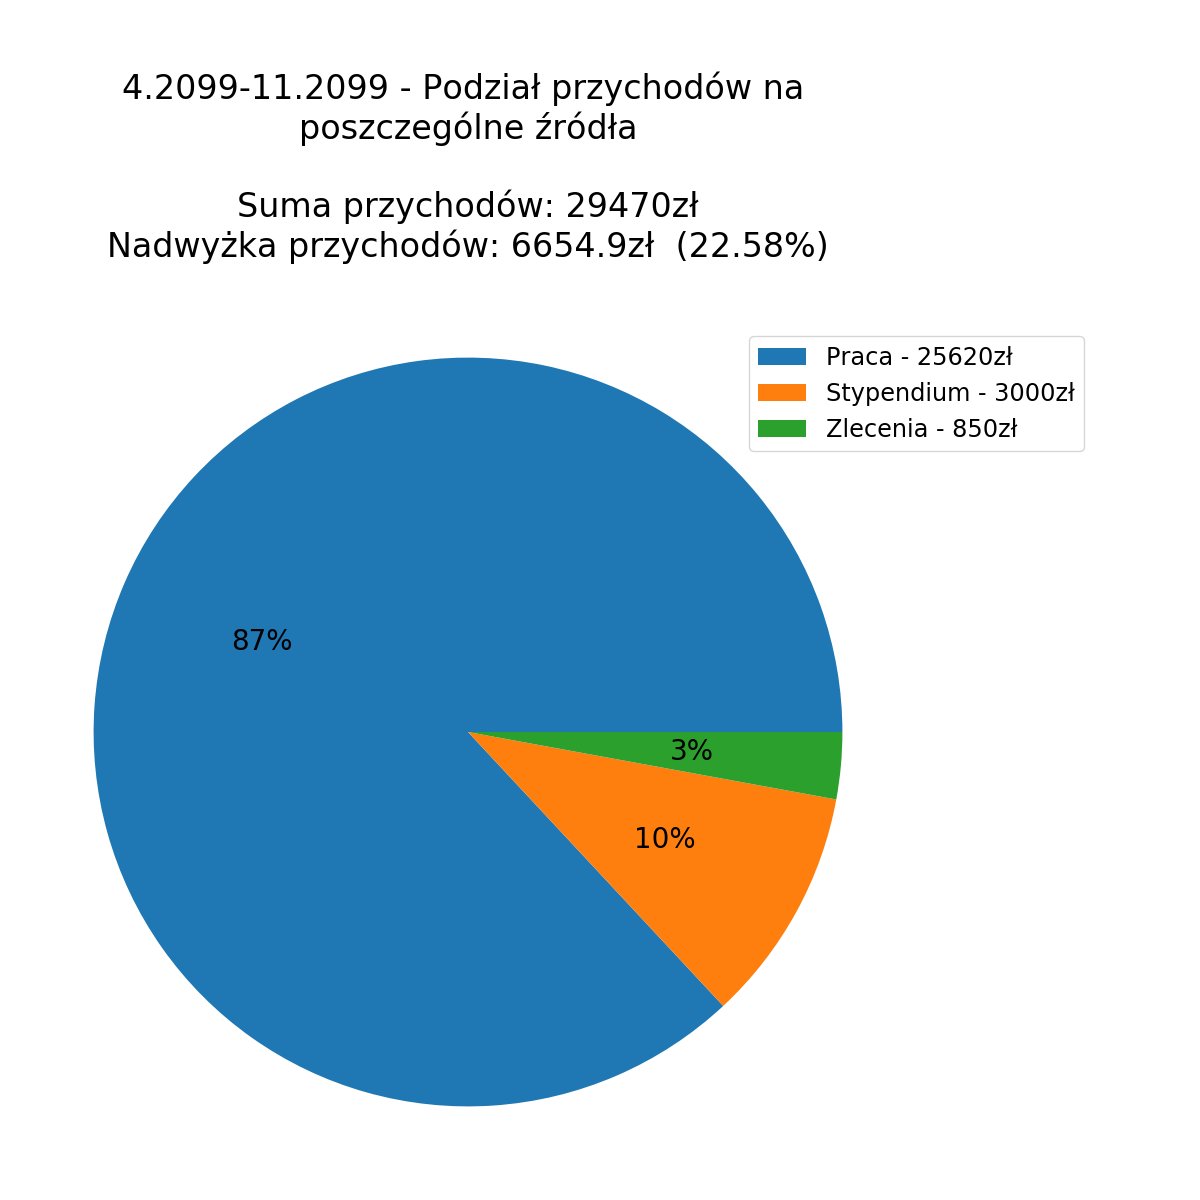 4.2099-11.2099 - Podział przychodów na
poszczególne źródła
Suma przychodów: 29470zł
Nadwyżka przychodów: 6654.9zł  (22.58%)
Praca - 25620zł
Stypendium - 3000zł
Zlecenia - 850zł
87%
3%
10%